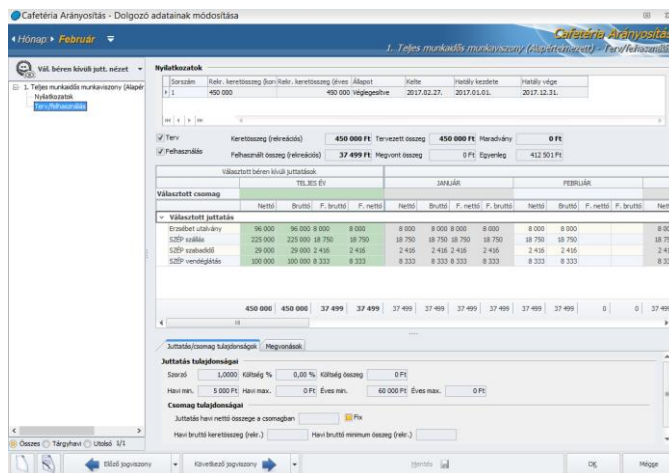 Cafetéria Arányosítás - Dolgozó adatainak módosítása
Hónap: Február
Cafetéria Arányosítás
1. Teljes munkaidős munkaviszony (Alapértelmezett) - Terv/felhasználás
Vál. béren kívüli jutt. nézet
1. Teljes munkaidős munkaviszony (Alapér
Nyilatkozatok
Terv/felhasználás
Nyilatkozatok
Sorszám Rekr. keretösszeg (kon Rekr. keretösszeg (éves Állapot Kelte Hatály kezdete Hatály vége
1 450 000 450 000 Véglegesítve 2017.02.27. 2017.01.01. 2017.12.31.
Terv Keretösszeg (rekreációs) 450 000 Ft Tervezett összeg 450 000 Ft Maradvány 0 Ft
Felhasználás Felhasznált összeg (rekreációs) 37 499 Ft Megvont összeg 0 Ft Egyenleg 412 501 Ft
Választott béren kívüli juttatások
TELJES ÉV JANUÁR FEBRUÁR
Választott csomag
Nettó Bruttó F. bruttó F. nettó Nettó Bruttó F. bruttó F. nettó Nettó Bruttó F. bruttó F. nettó Nettó
Választott juttatás
Erzsébet utalvány 96 000 96 000 8 000 8 000 8 000 8 000 8 000 8 000 8 000 8 000 8 00
SZÉP szállás 225 000 225 000 18 750 18 750 18 750 18 750 18 750 18 750 18 750 18 750 18 75
SZÉP szabadidő 29 000 29 000 2 416 2 416 2 416 2 416 2 416 2 416 2 416 2 416 2 41
SZÉP vendéglátás 100 000 100 000 8 333 8 333 8 333 8 333 8 333 8 333 8 333 8 333 8 33
450 000 450 000 37 499 37 499 37 499 37 499 37 499 37 499 37 499 37 499 0 0 37 499
Juttatás/csomag tulajdonságok Megvonások
Juttatás tulajdonságai
Szorzó 1,0000 Költség % 0,00 % Költség összeg 0 Ft
Havi min. 5 000 Ft Havi max. 0 Ft Éves min. 60 000 Ft Éves max. 0 Ft
Csomag tulajdonságai
Juttatás havi nettó összege a csomagban Fix
Havi bruttó keretösszeg (rekr.) Havi bruttó minimum összeg (rekr.)
Összes Tárgyhavi Utolsó 1/1
Előző jogviszony Következő jogviszony Mentés OK Mégse